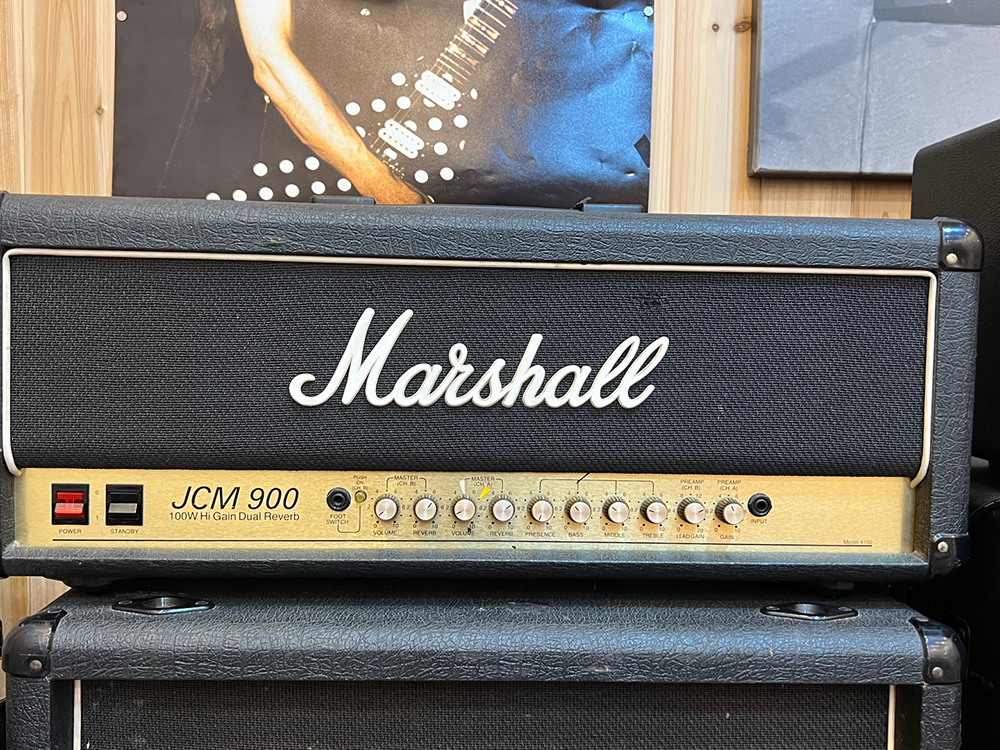 Marshall
JCM 900
100W Hi Gain Dual Reverb
POWER
STANDBY
FOOT
SWITCH
PUSH
ON
(CH. B)
MASTER
(CH. B)
VOLUME
REVERB
MASTER
(CH. A)
VOLUME
REVERB
PRESENCE
BASS
MIDDLE
TREBLE
PREAMP
(CH. B)
LEAD GAIN
PREAMP
(CH. A)
GAIN
INPUT
Model 4100